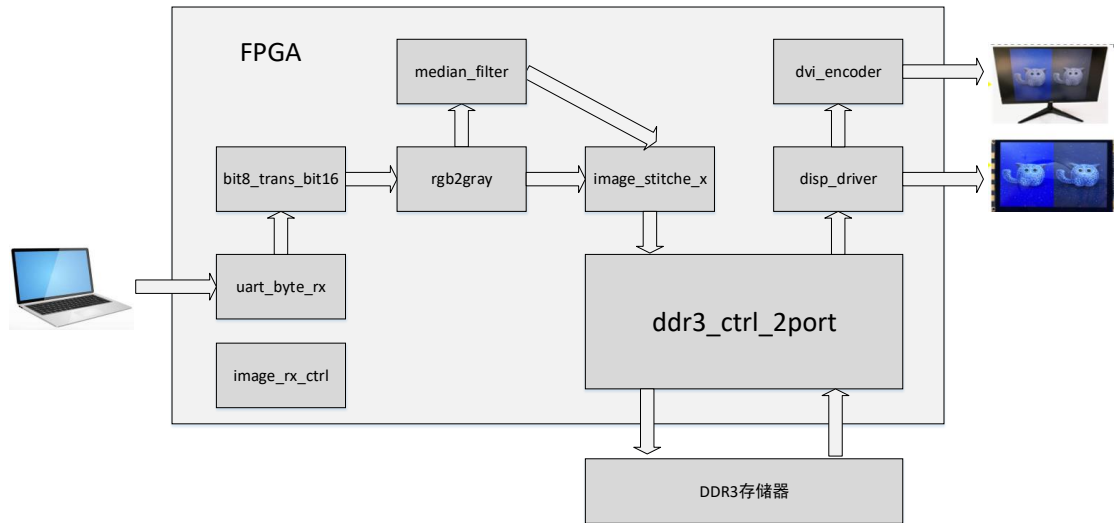 FPGA
median_filter
dvi_encoder
bit8_trans_bit16
rgb2gray
image_stitche_x
disp_driver
uart_byte_rx
ddr3_ctrl_2port
image_rx_ctrl
DDR3存储器